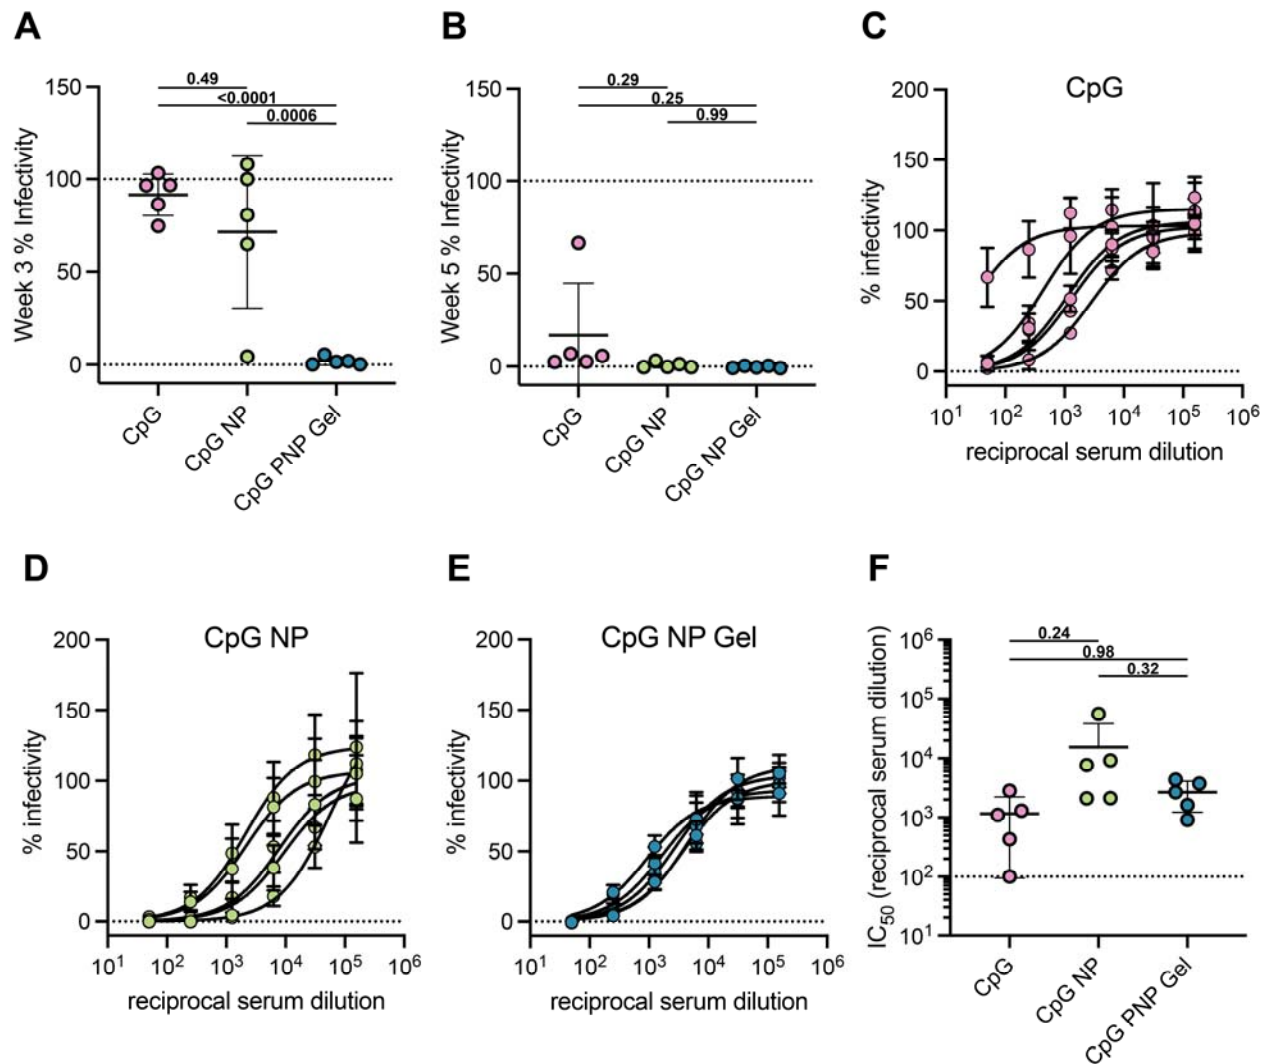 A
Week 3 % Infectivity
150
100
50
0
0.49
<0.0001
0.0006
CpG
CpG NP
CpG PNP Gel
B
Week 5 % Infectivity
150
100
50
0
0.29
0.25
0.99
CpG
CpG NP
CpG NP Gel
C
CpG
% infectivity
200
150
100
50
0
10¹ 10² 10³ 10⁴ 10⁵ 10⁶
reciprocal serum dilution
D
CpG NP
% infectivity
200
150
100
50
0
10¹ 10² 10³ 10⁴ 10⁵ 10⁶
reciprocal serum dilution
E
CpG NP Gel
% infectivity
200
150
100
50
0
10¹ 10² 10³ 10⁴ 10⁵ 10⁶
reciprocal serum dilution
F
IC₅₀ (reciprocal serum dilution)
10⁶
10⁵
10⁴
10³
10²
10¹
0.24
0.98
0.32
CpG
CpG NP
CpG PNP Gel